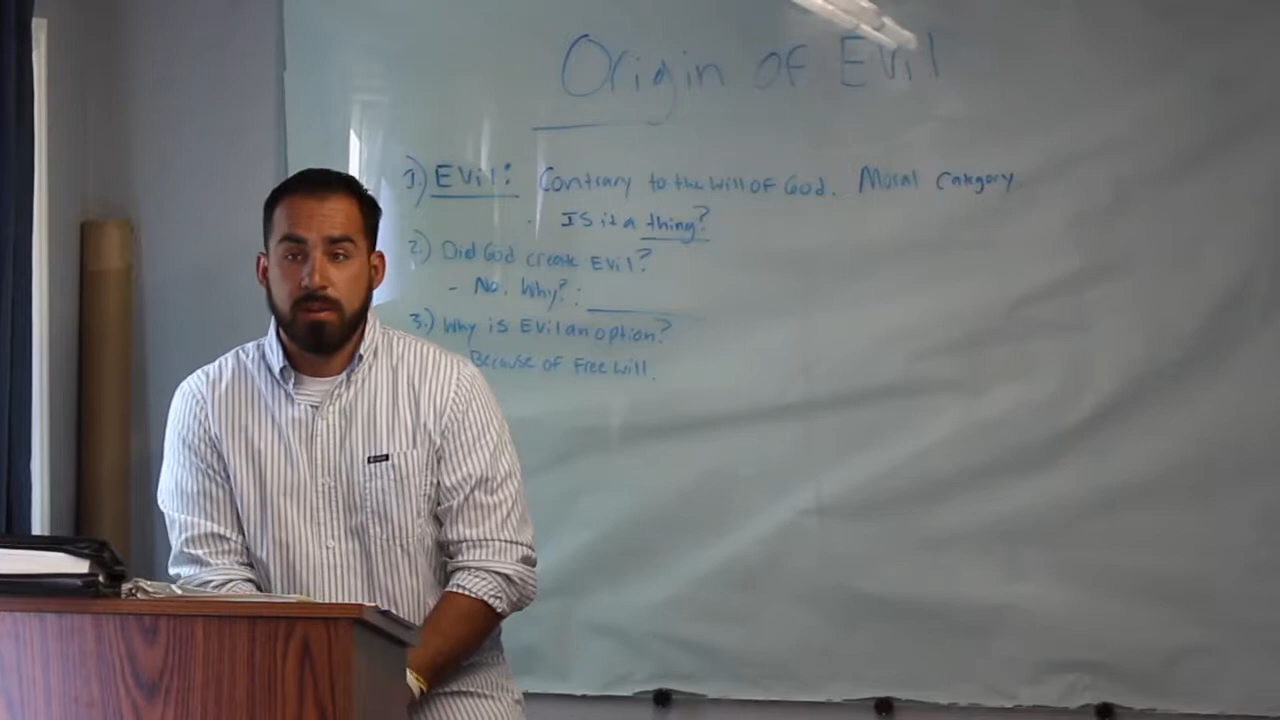 Origin of Evil
1.) Evil: Contrary to the will of God. Moral Category
Is it a thing?
2.) Did God create Evil?
- No. Why?:
3.) Why is Evil an option?
Because of Free Will.